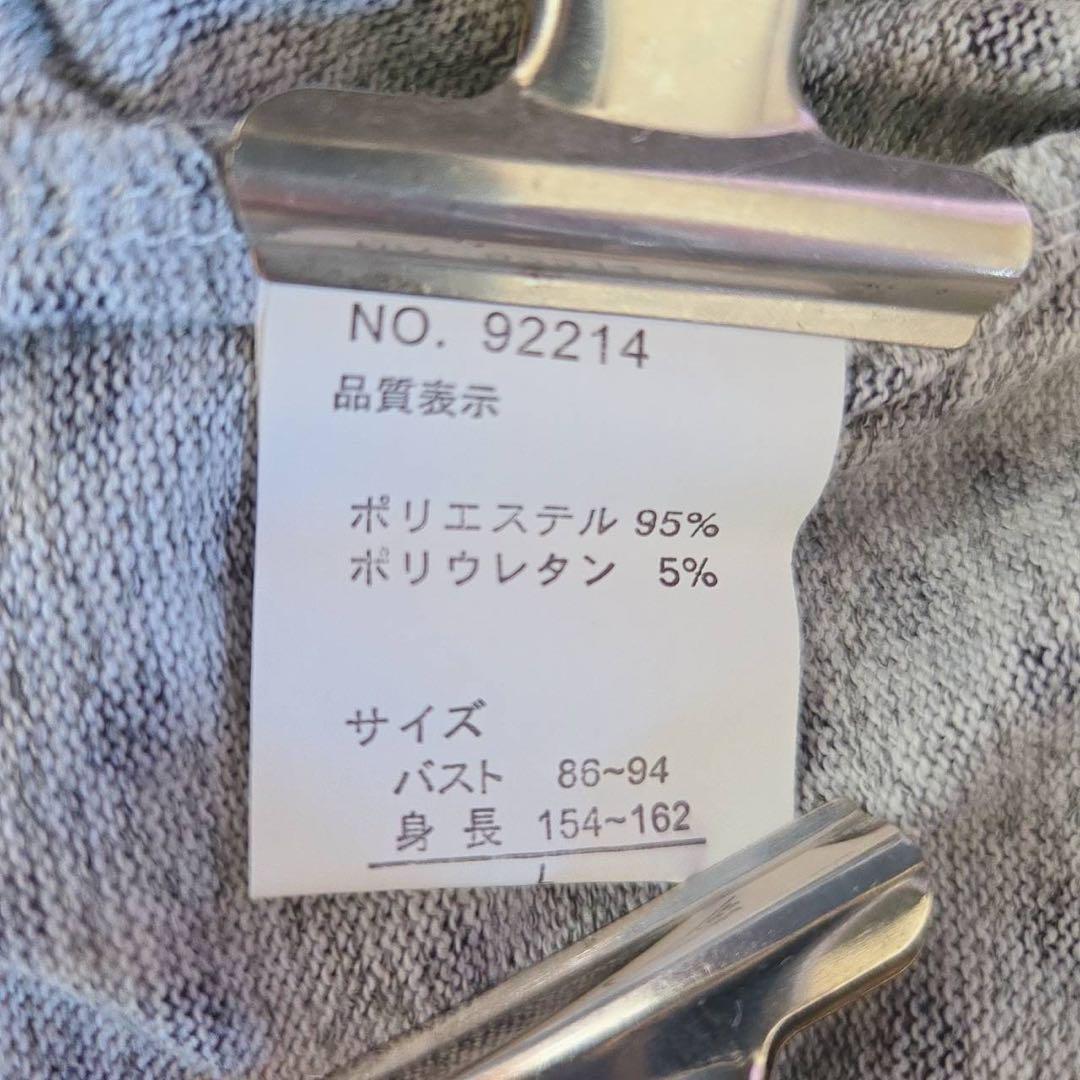 NO. 92214
品質表示
ポリエステル 95%
ポリウレタン 5%
サイズ
バスト 86~94
身長 154~162